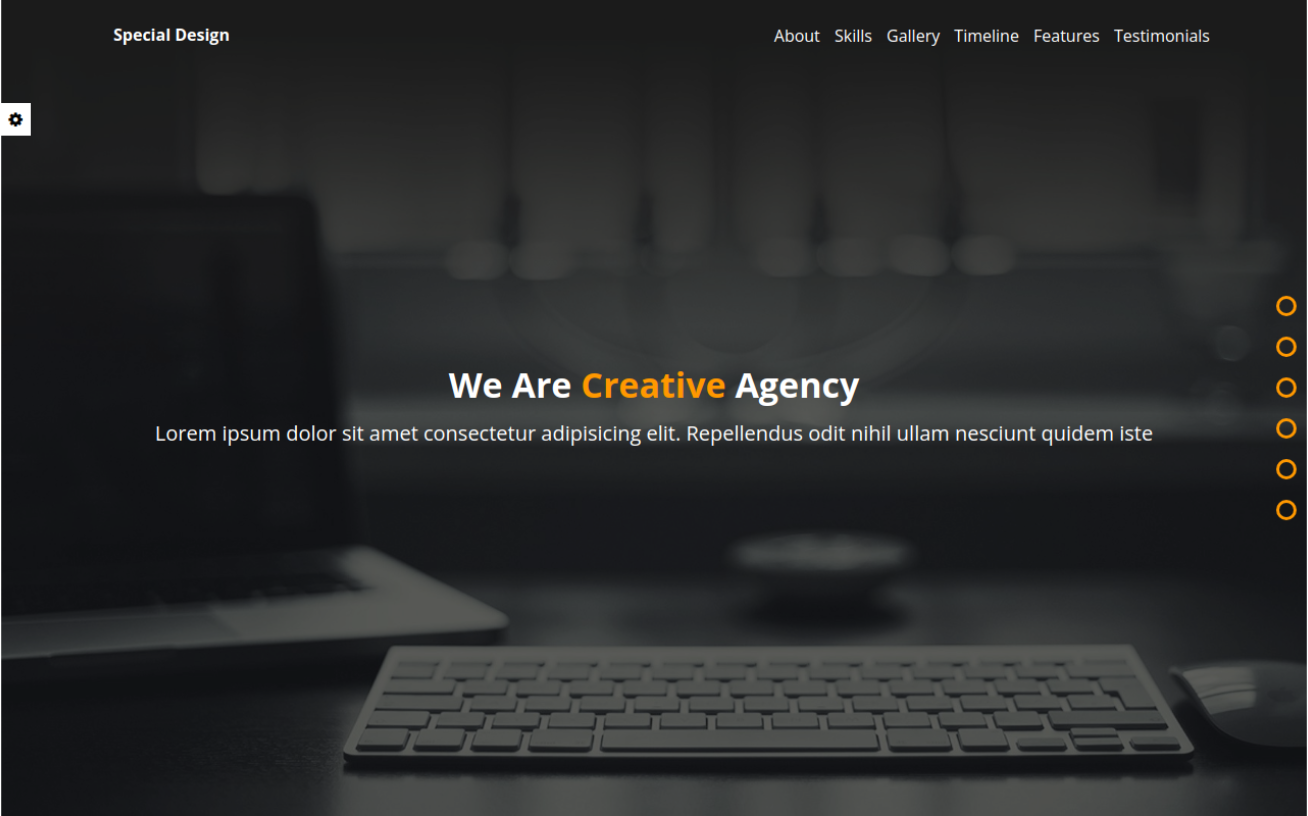 Special Design
About Skills Gallery Timeline Features Testimonials
We Are Creative Agency
Lorem ipsum dolor sit amet consectetur adipisicing elit. Repellendus odit nihil ullam nesciunt quidem iste